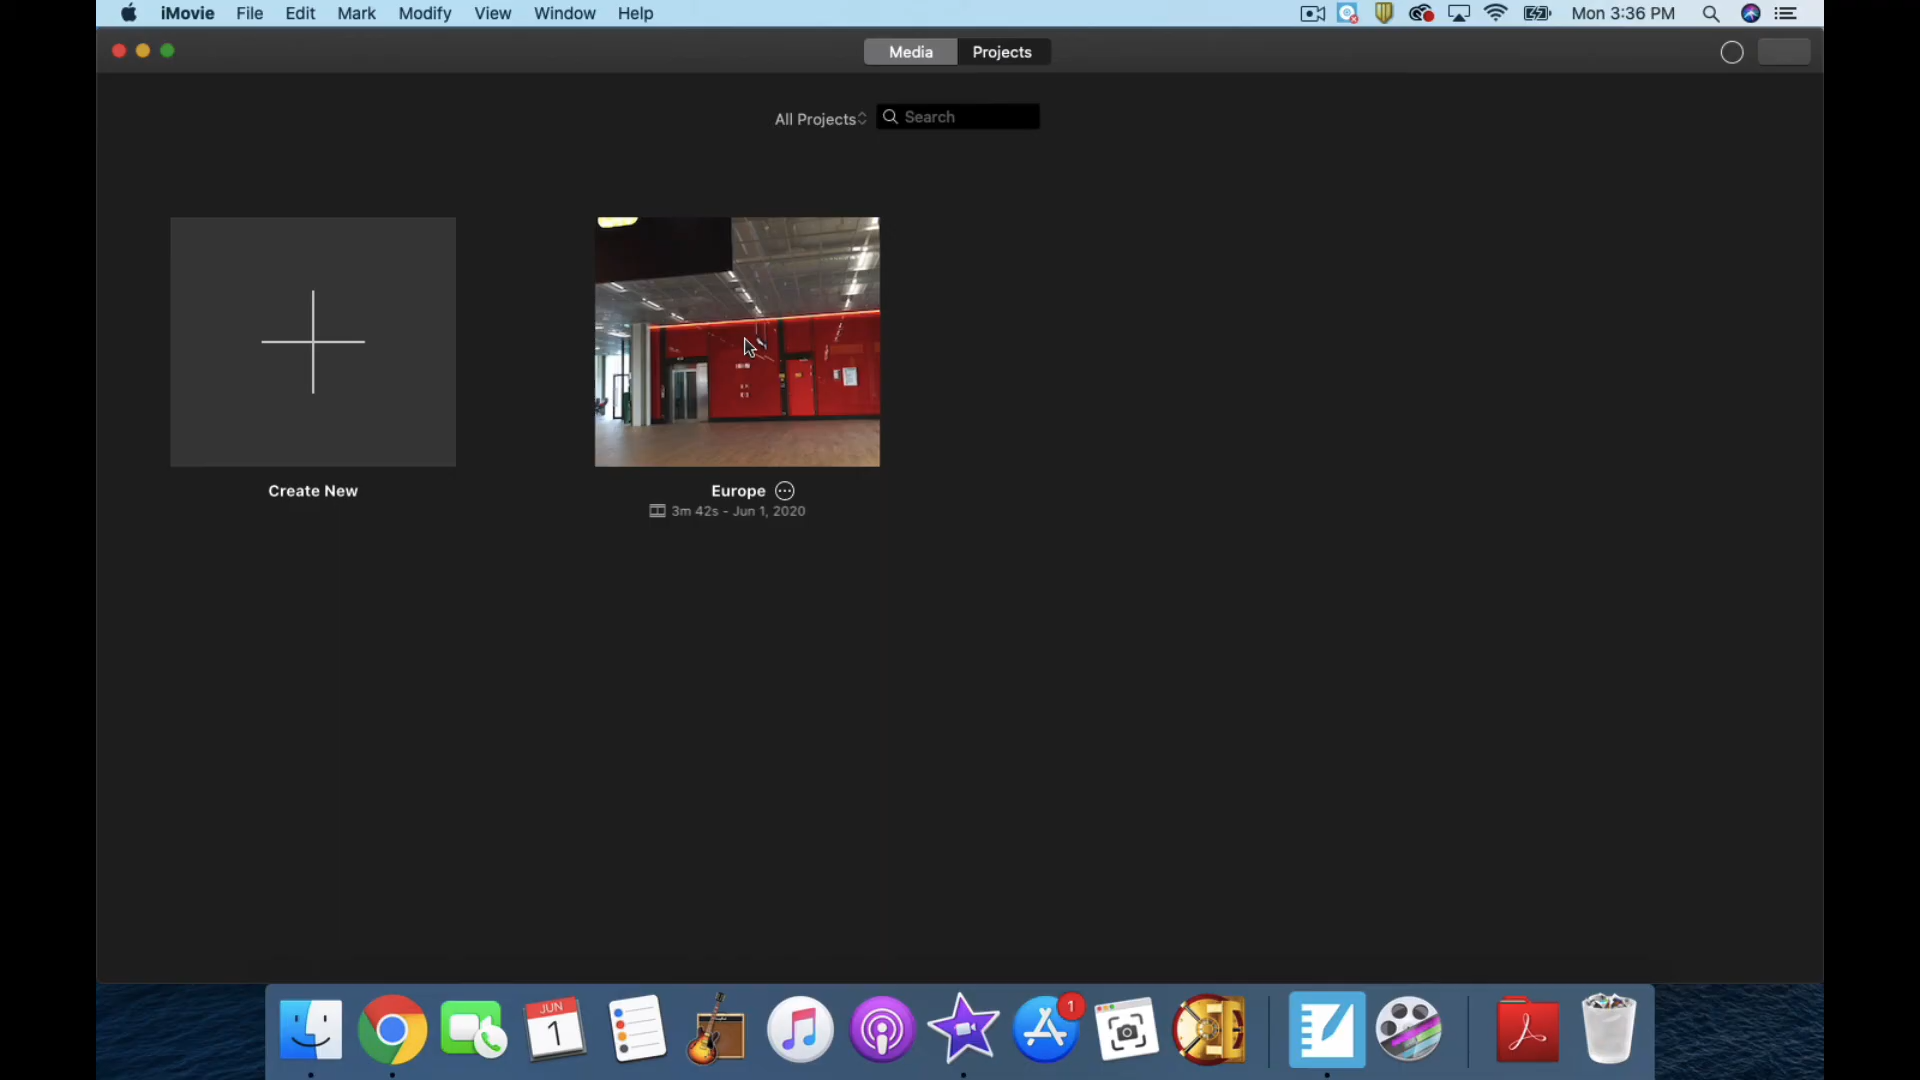 iMovie File Edit Mark Modify View Window Help Mon 3:36 PM
Media Projects
All Projects Search
Create New
Europe
3m 42s - Jun 1, 2020
JUN
1
1